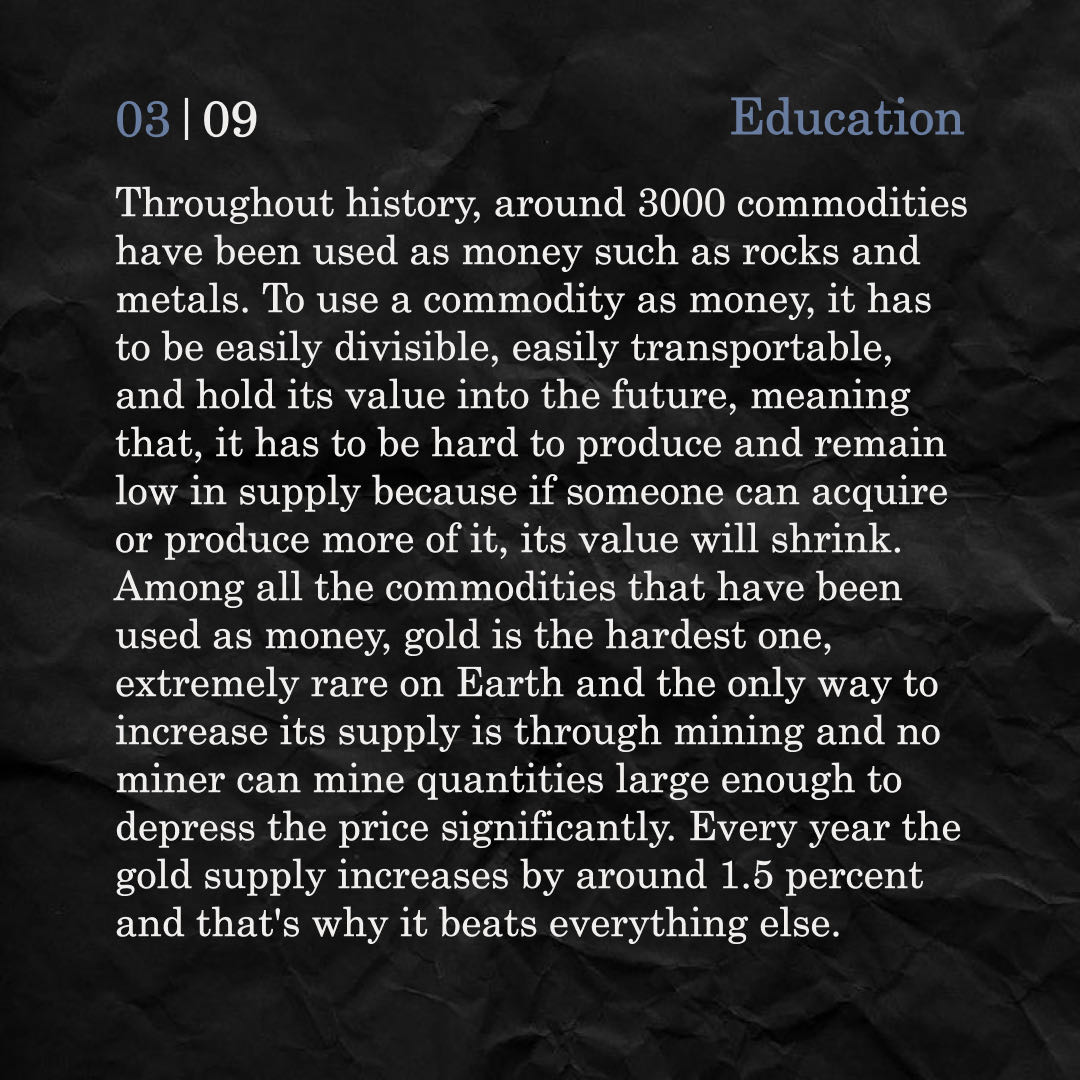 03 | 09
Education
Throughout history, around 3000 commodities
have been used as money such as rocks and
metals. To use a commodity as money, it has
to be easily divisible, easily transportable,
and hold its value into the future, meaning
that, it has to be hard to produce and remain
low in supply because if someone can acquire
or produce more of it, its value will shrink.
Among all the commodities that have been
used as money, gold is the hardest one,
extremely rare on Earth and the only way to
increase its supply is through mining and no
miner can mine quantities large enough to
depress the price significantly. Every year the
gold supply increases by around 1.5 percent
and that's why it beats everything else.